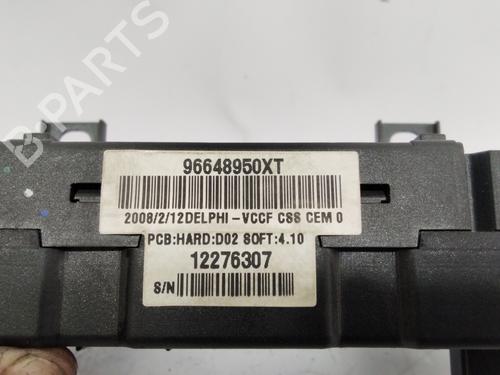 96648950XT
2008/2/12DELPHI-VCCF CSS CEM 0
PCB:HARD:D02 SOFT:4.10
12276307
S/N
B-PARTS